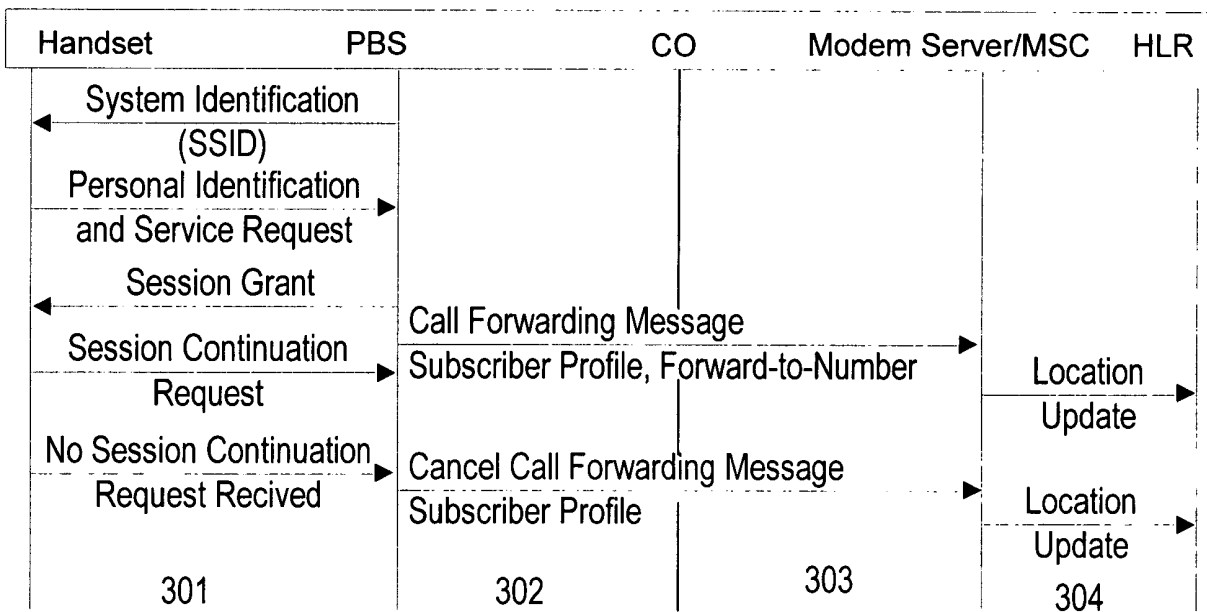 Handset PBS CO Modem Server/MSC HLR
System Identification
(SSID)
Personal Identification
and Service Request
Session Grant
Call Forwarding Message
Session Continuation
Subscriber Profile, Forward-to-Number
Request
Location
Update
No Session Continuation
Cancel Call Forwarding Message
Request Recived
Subscriber Profile
Location
Update
301 302 303 304